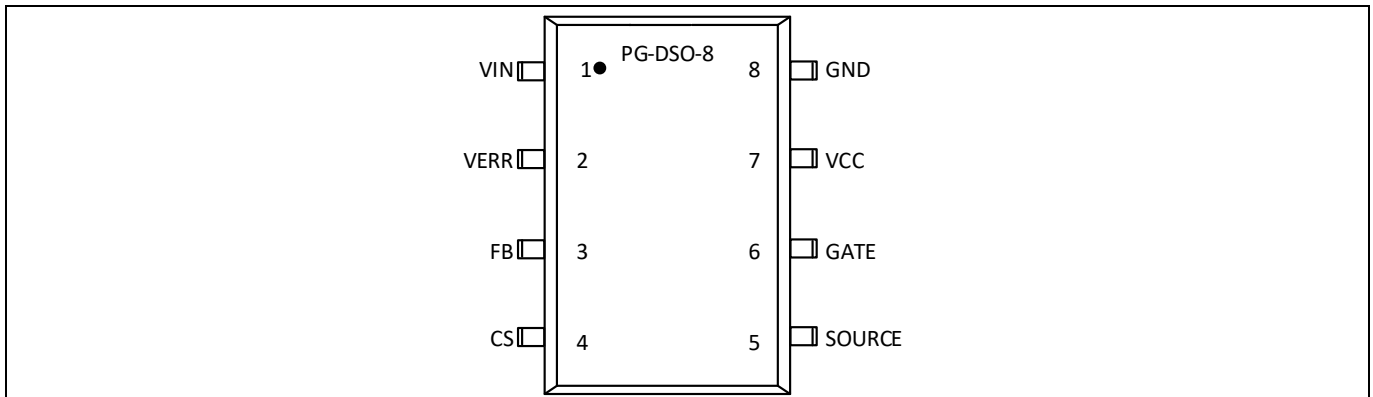 PG-DSO-8
VIN 1 8 GND
VERR 2 7 VCC
FB 3 6 GATE
CS 4 5 SOURCE